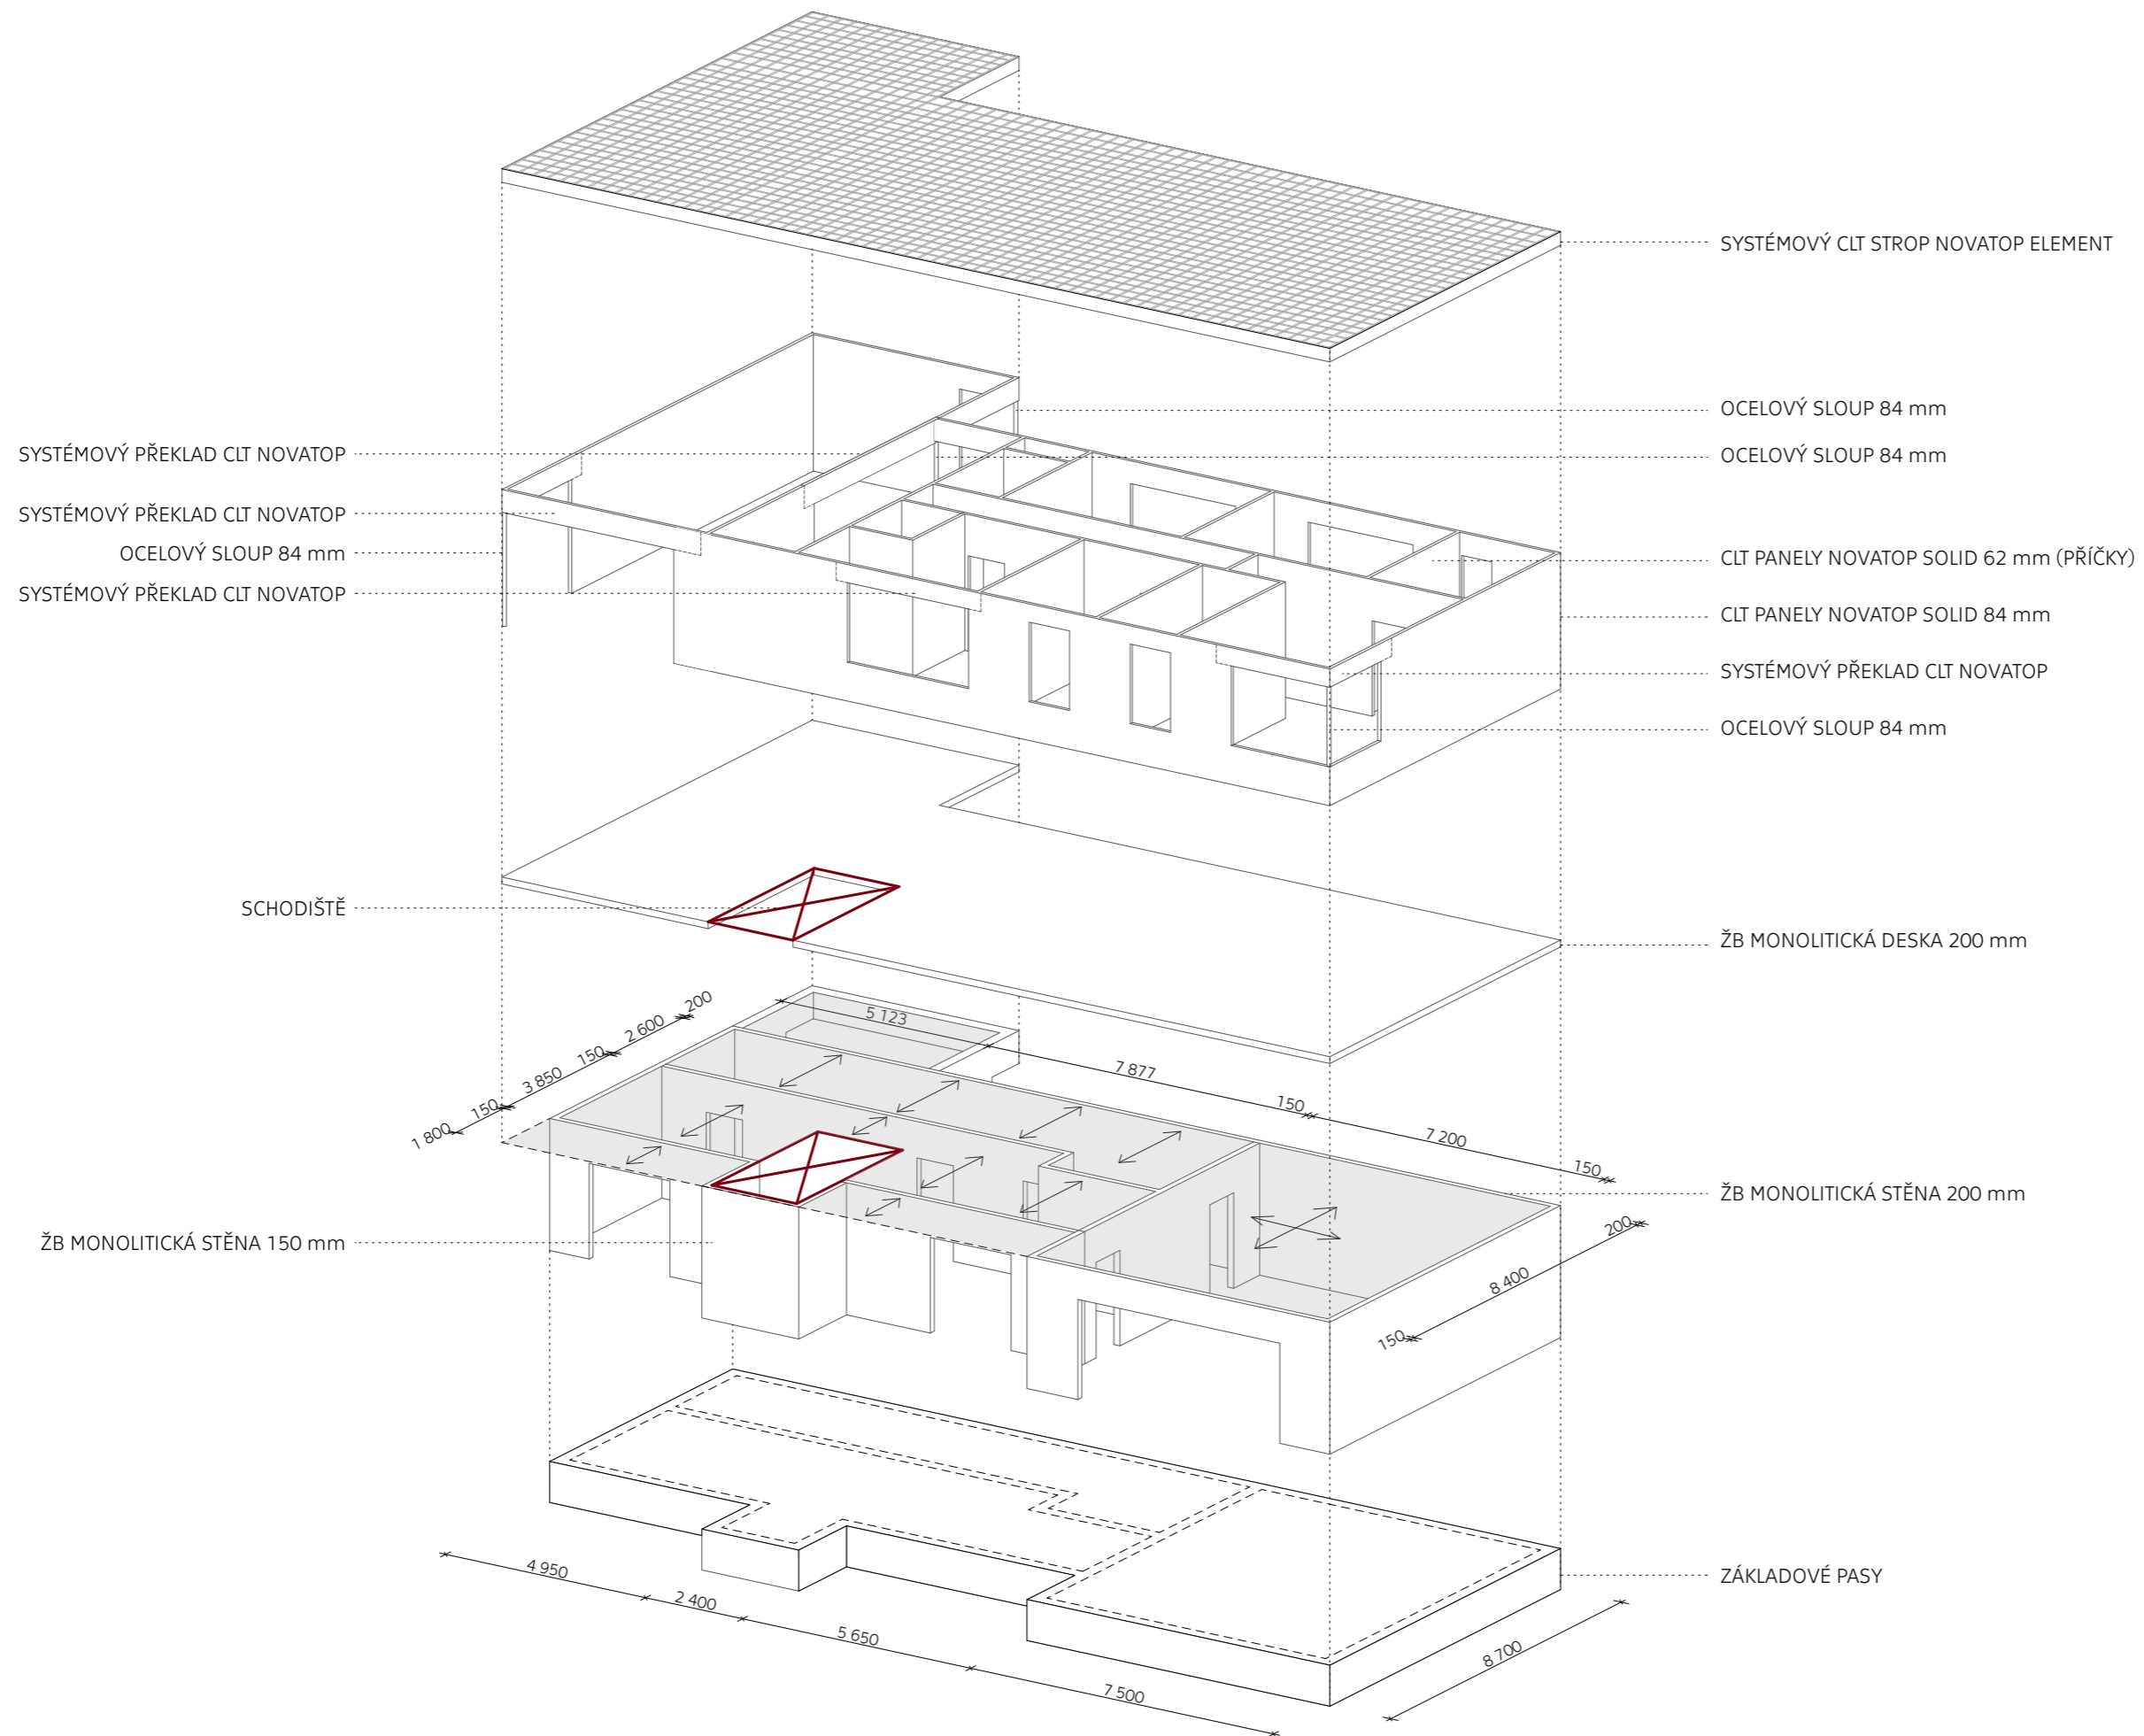 SYSTÉMOVÝ CLT STROP NOVATOP ELEMENT
OCELOVÝ SLOUP 84 mm
SYSTÉMOVÝ PŘEKLAD CLT NOVATOP
OCELOVÝ SLOUP 84 mm
SYSTÉMOVÝ PŘEKLAD CLT NOVATOP
OCELOVÝ SLOUP 84 mm
CLT PANELY NOVATOP SOLID 62 mm (PŘÍČKY)
SYSTÉMOVÝ PŘEKLAD CLT NOVATOP
CLT PANELY NOVATOP SOLID 84 mm
SYSTÉMOVÝ PŘEKLAD CLT NOVATOP
OCELOVÝ SLOUP 84 mm
SCHODIŠTĚ
ŽB MONOLITICKÁ DESKA 200 mm
200
2 600
150
3 850
150
1 800
5 123
7 877
150
7 200
150
ŽB MONOLITICKÁ STĚNA 200 mm
200
8 400
150
ŽB MONOLITICKÁ STĚNA 150 mm
ZÁKLADOVÉ PASY
4 950
2 400
5 650
7 500
8 700